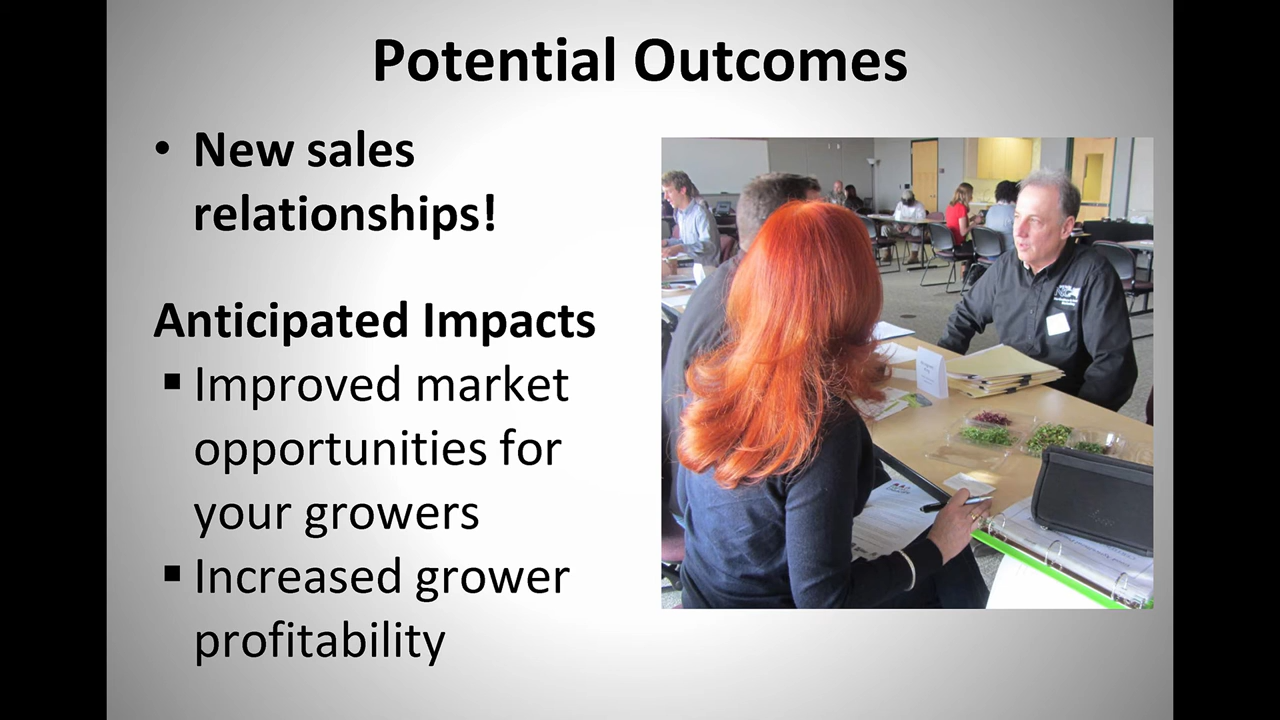 Potential Outcomes
• New sales
relationships!
Anticipated Impacts
▪ Improved market
opportunities for
your growers
▪ Increased grower
profitability